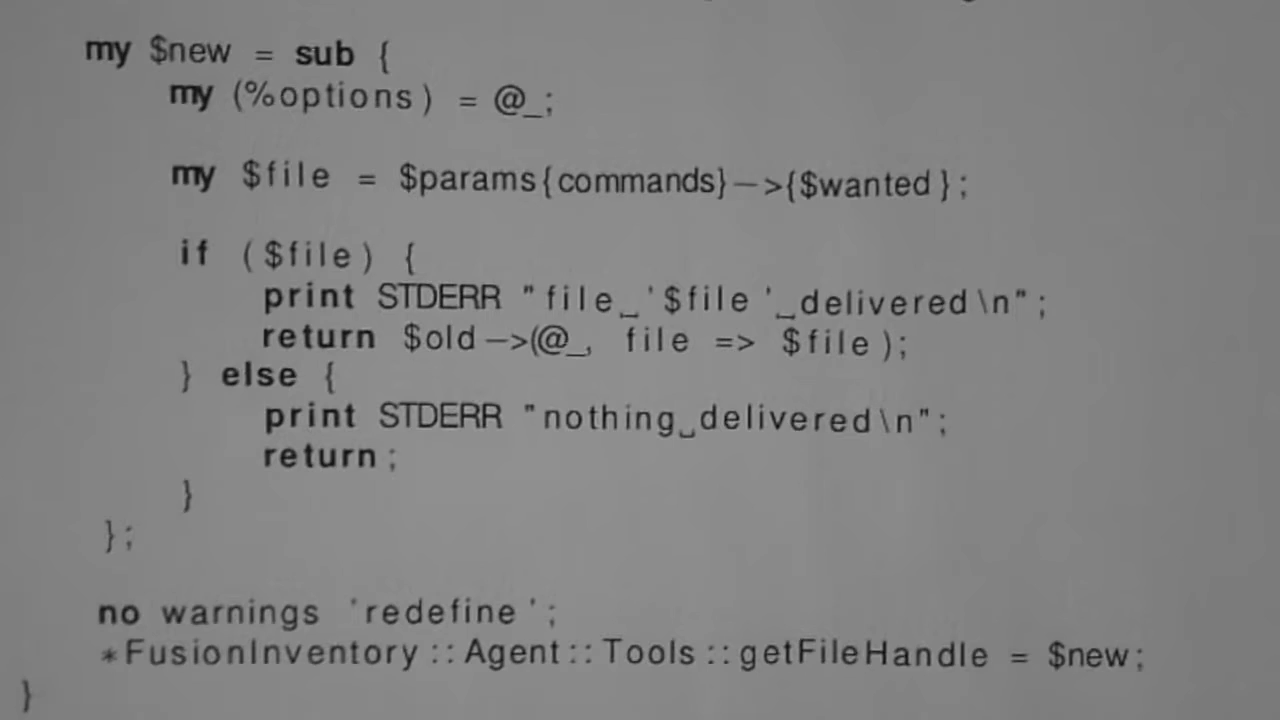 my $new = sub {
my (%options) = @_;
my $file = $params{commands}->{$wanted};
if ($file) {
print STDERR "file␣'$file'␣delivered\n";
return $old->(@_, file => $file);
} else {
print STDERR "nothing␣delivered\n";
return;
}
};
no warnings 'redefine';
*FusionInventory::Agent::Tools::getFileHandle = $new;
}